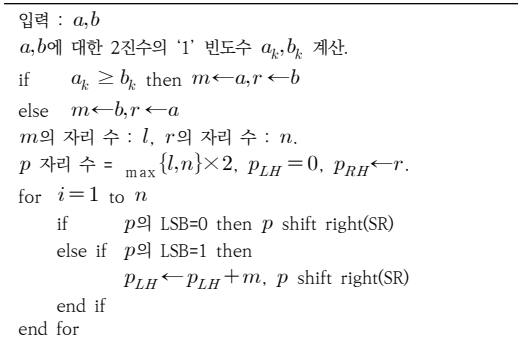 입력 : a,b
a,b에 대한 2진수의 ‘1’ 빈도수 a_k,b_k 계산.
if a_k ≥ b_k then m←a,r←b
else m←b,r←a
m의 자리 수 : l, r의 자리 수 : n.
p 자리 수 = max{l,n}×2, p_LH=0, p_RH←r.
for i=1 to n
if p의 LSB=0 then p shift right(SR)
else if p의 LSB=1 then
p_LH←p_LH+m, p shift right(SR)
end if
end for